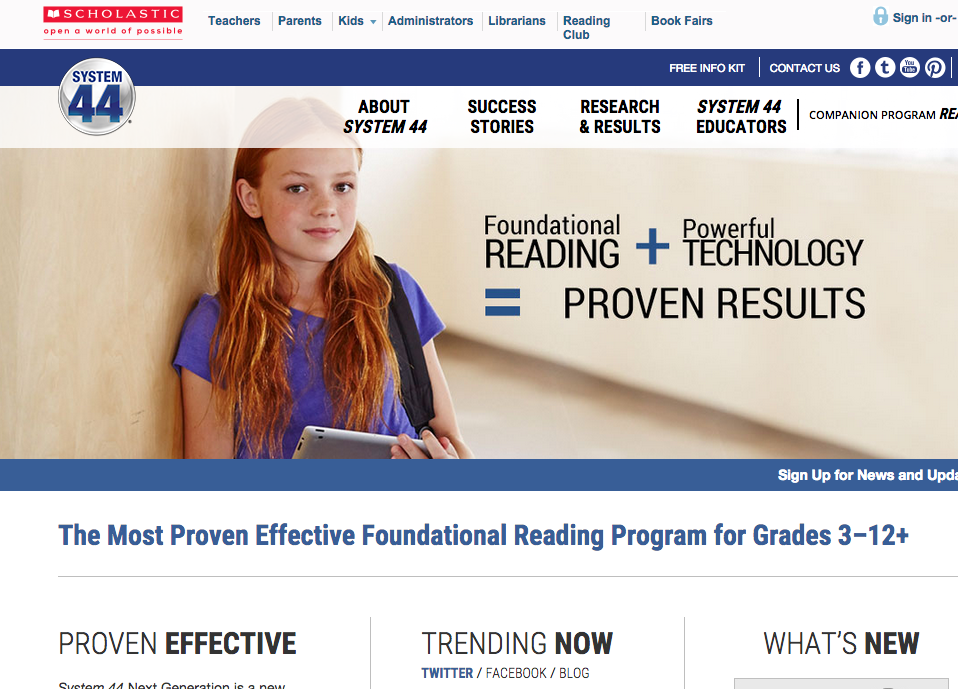 SCHOLASTIC
open a world of possible
Teachers
Parents
Kids
Administrators
Librarians
Reading
Club
Book Fairs
Sign in -or-
FREE INFO KIT
CONTACT US
f
t
You
Tube
SYSTEM
44
ABOUT
SYSTEM 44
SUCCESS
STORIES
RESEARCH
& RESULTS
SYSTEM 44
EDUCATORS
COMPANION PROGRAM
Foundational
READING
+
Powerful
TECHNOLOGY
= PROVEN RESULTS
Sign Up for News and
The Most Proven Effective Foundational Reading Program for Grades 3–12+
PROVEN EFFECTIVE
System 44 Next Generation is a new
TRENDING NOW
TWITTER / FACEBOOK / BLOG
WHAT'S NEW